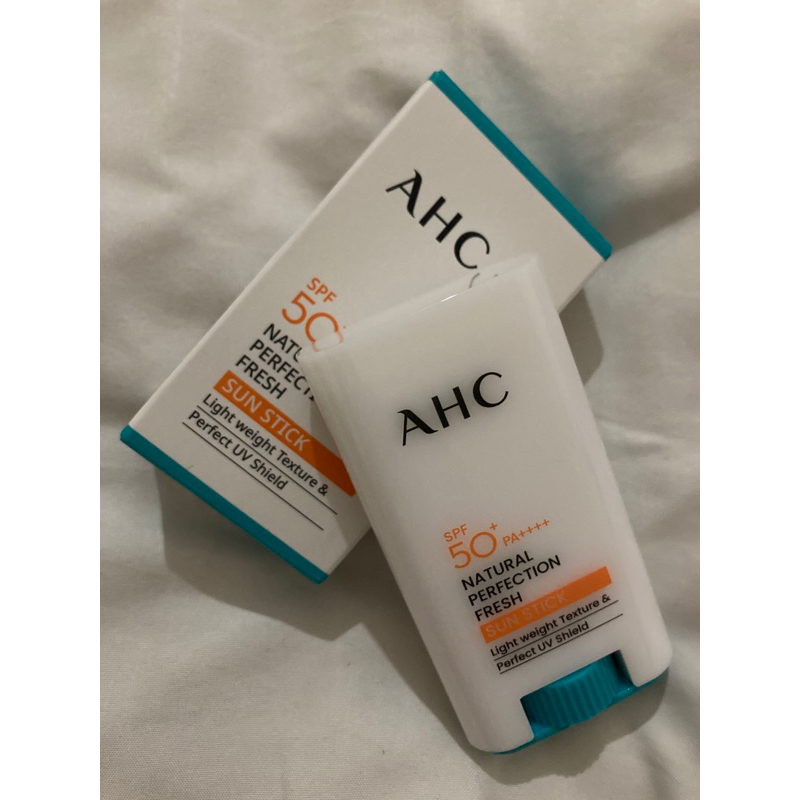 AHC
SPF
50
PERFECT
FRESH
SUN STICK
Light weight Texture &
Perfect UV Shield
AHC
SPF
50+ PA++++
NATURAL
PERFECTION
FRESH
SUN STICK
Light weight Texture &
Perfect UV Shield